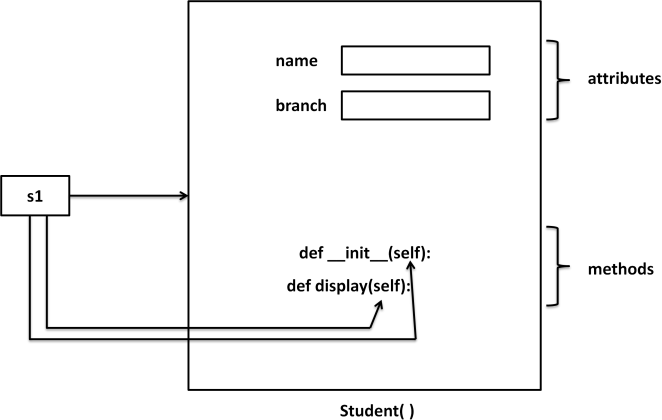 name
attributes
branch
s1
def __init__(self):
methods
def display(self):
Student( )